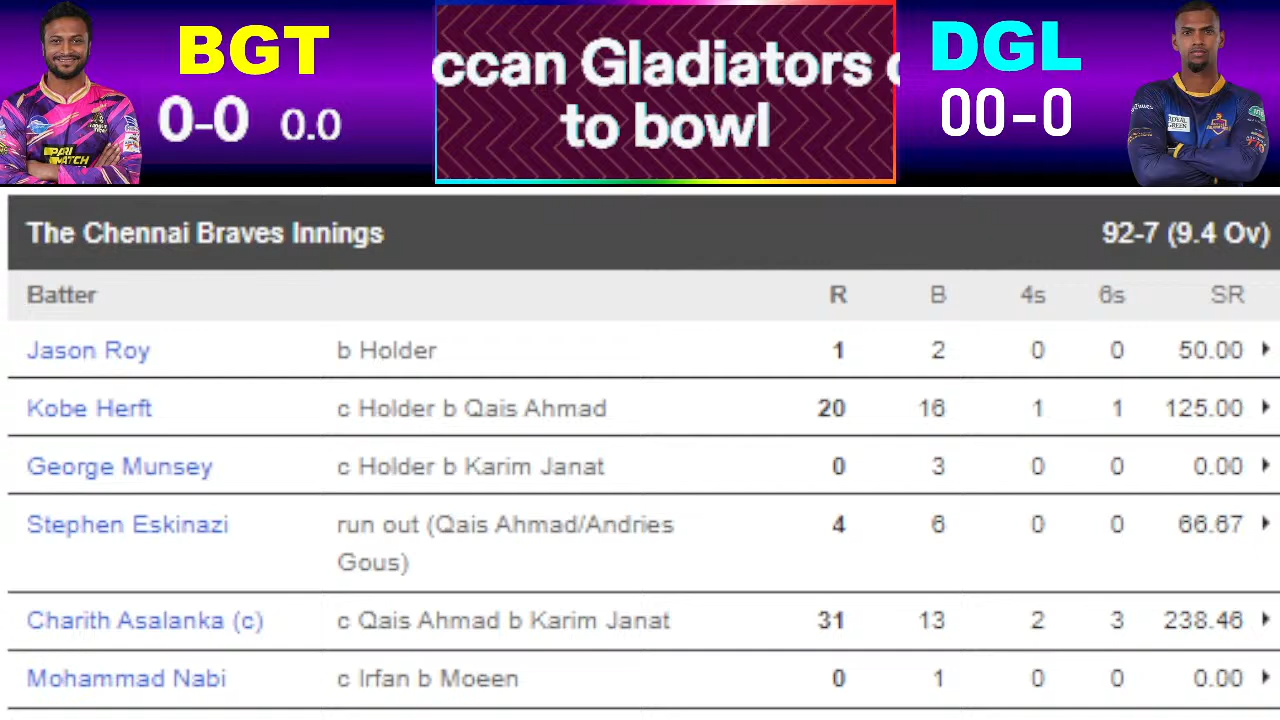 BGT
0-0 0.0
ccan Gladiators
to bowl
DGL
00-0
PARI
MATCH
ROYAL
GREEN
The Chennai Braves Innings 92-7 (9.4 Ov)
Batter R B 4s 6s SR
Jason Roy b Holder 1 2 0 0 50.00
Kobe Herft c Holder b Qais Ahmad 20 16 1 1 125.00
George Munsey c Holder b Karim Janat 0 3 0 0 0.00
Stephen Eskinazi run out (Qais Ahmad/Andries 4 6 0 0 66.67
Gous)
Charith Asalanka (c) c Qais Ahmad b Karim Janat 31 13 2 3 238.46
Mohammad Nabi c Irfan b Moeen 0 1 0 0 0.00